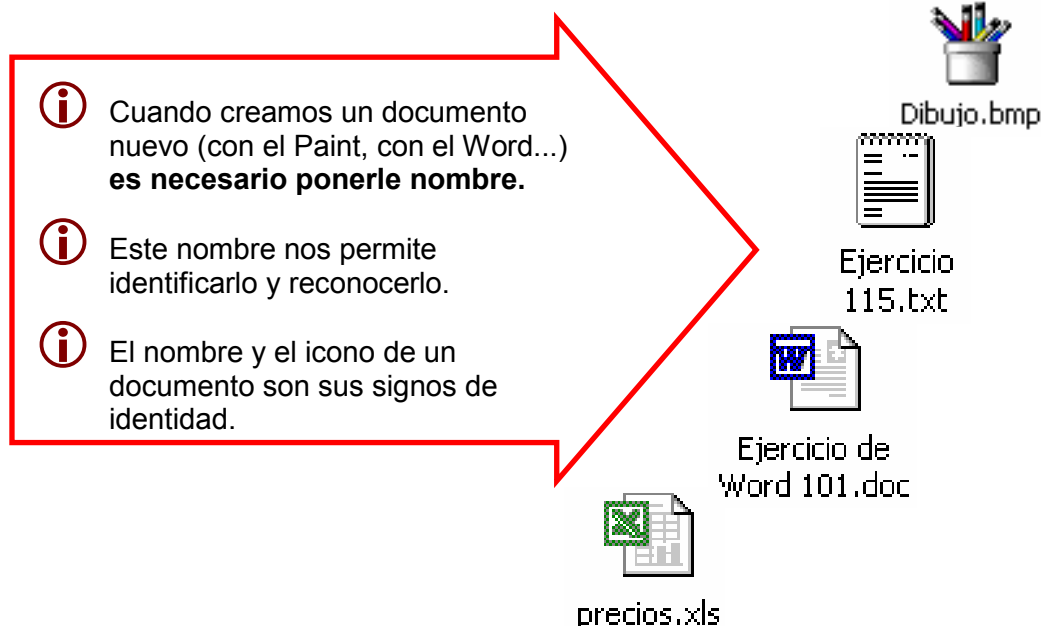 Cuando creamos un documento
nuevo (con el Paint, con el Word...)
es necesario ponerle nombre.
Este nombre nos permite
identificarlo y reconocerlo.
El nombre y el icono de un
documento son sus signos de
identidad.
Dibujo.bmp
Ejercicio
115.txt
Ejercicio de
Word 101.doc
precios.xls